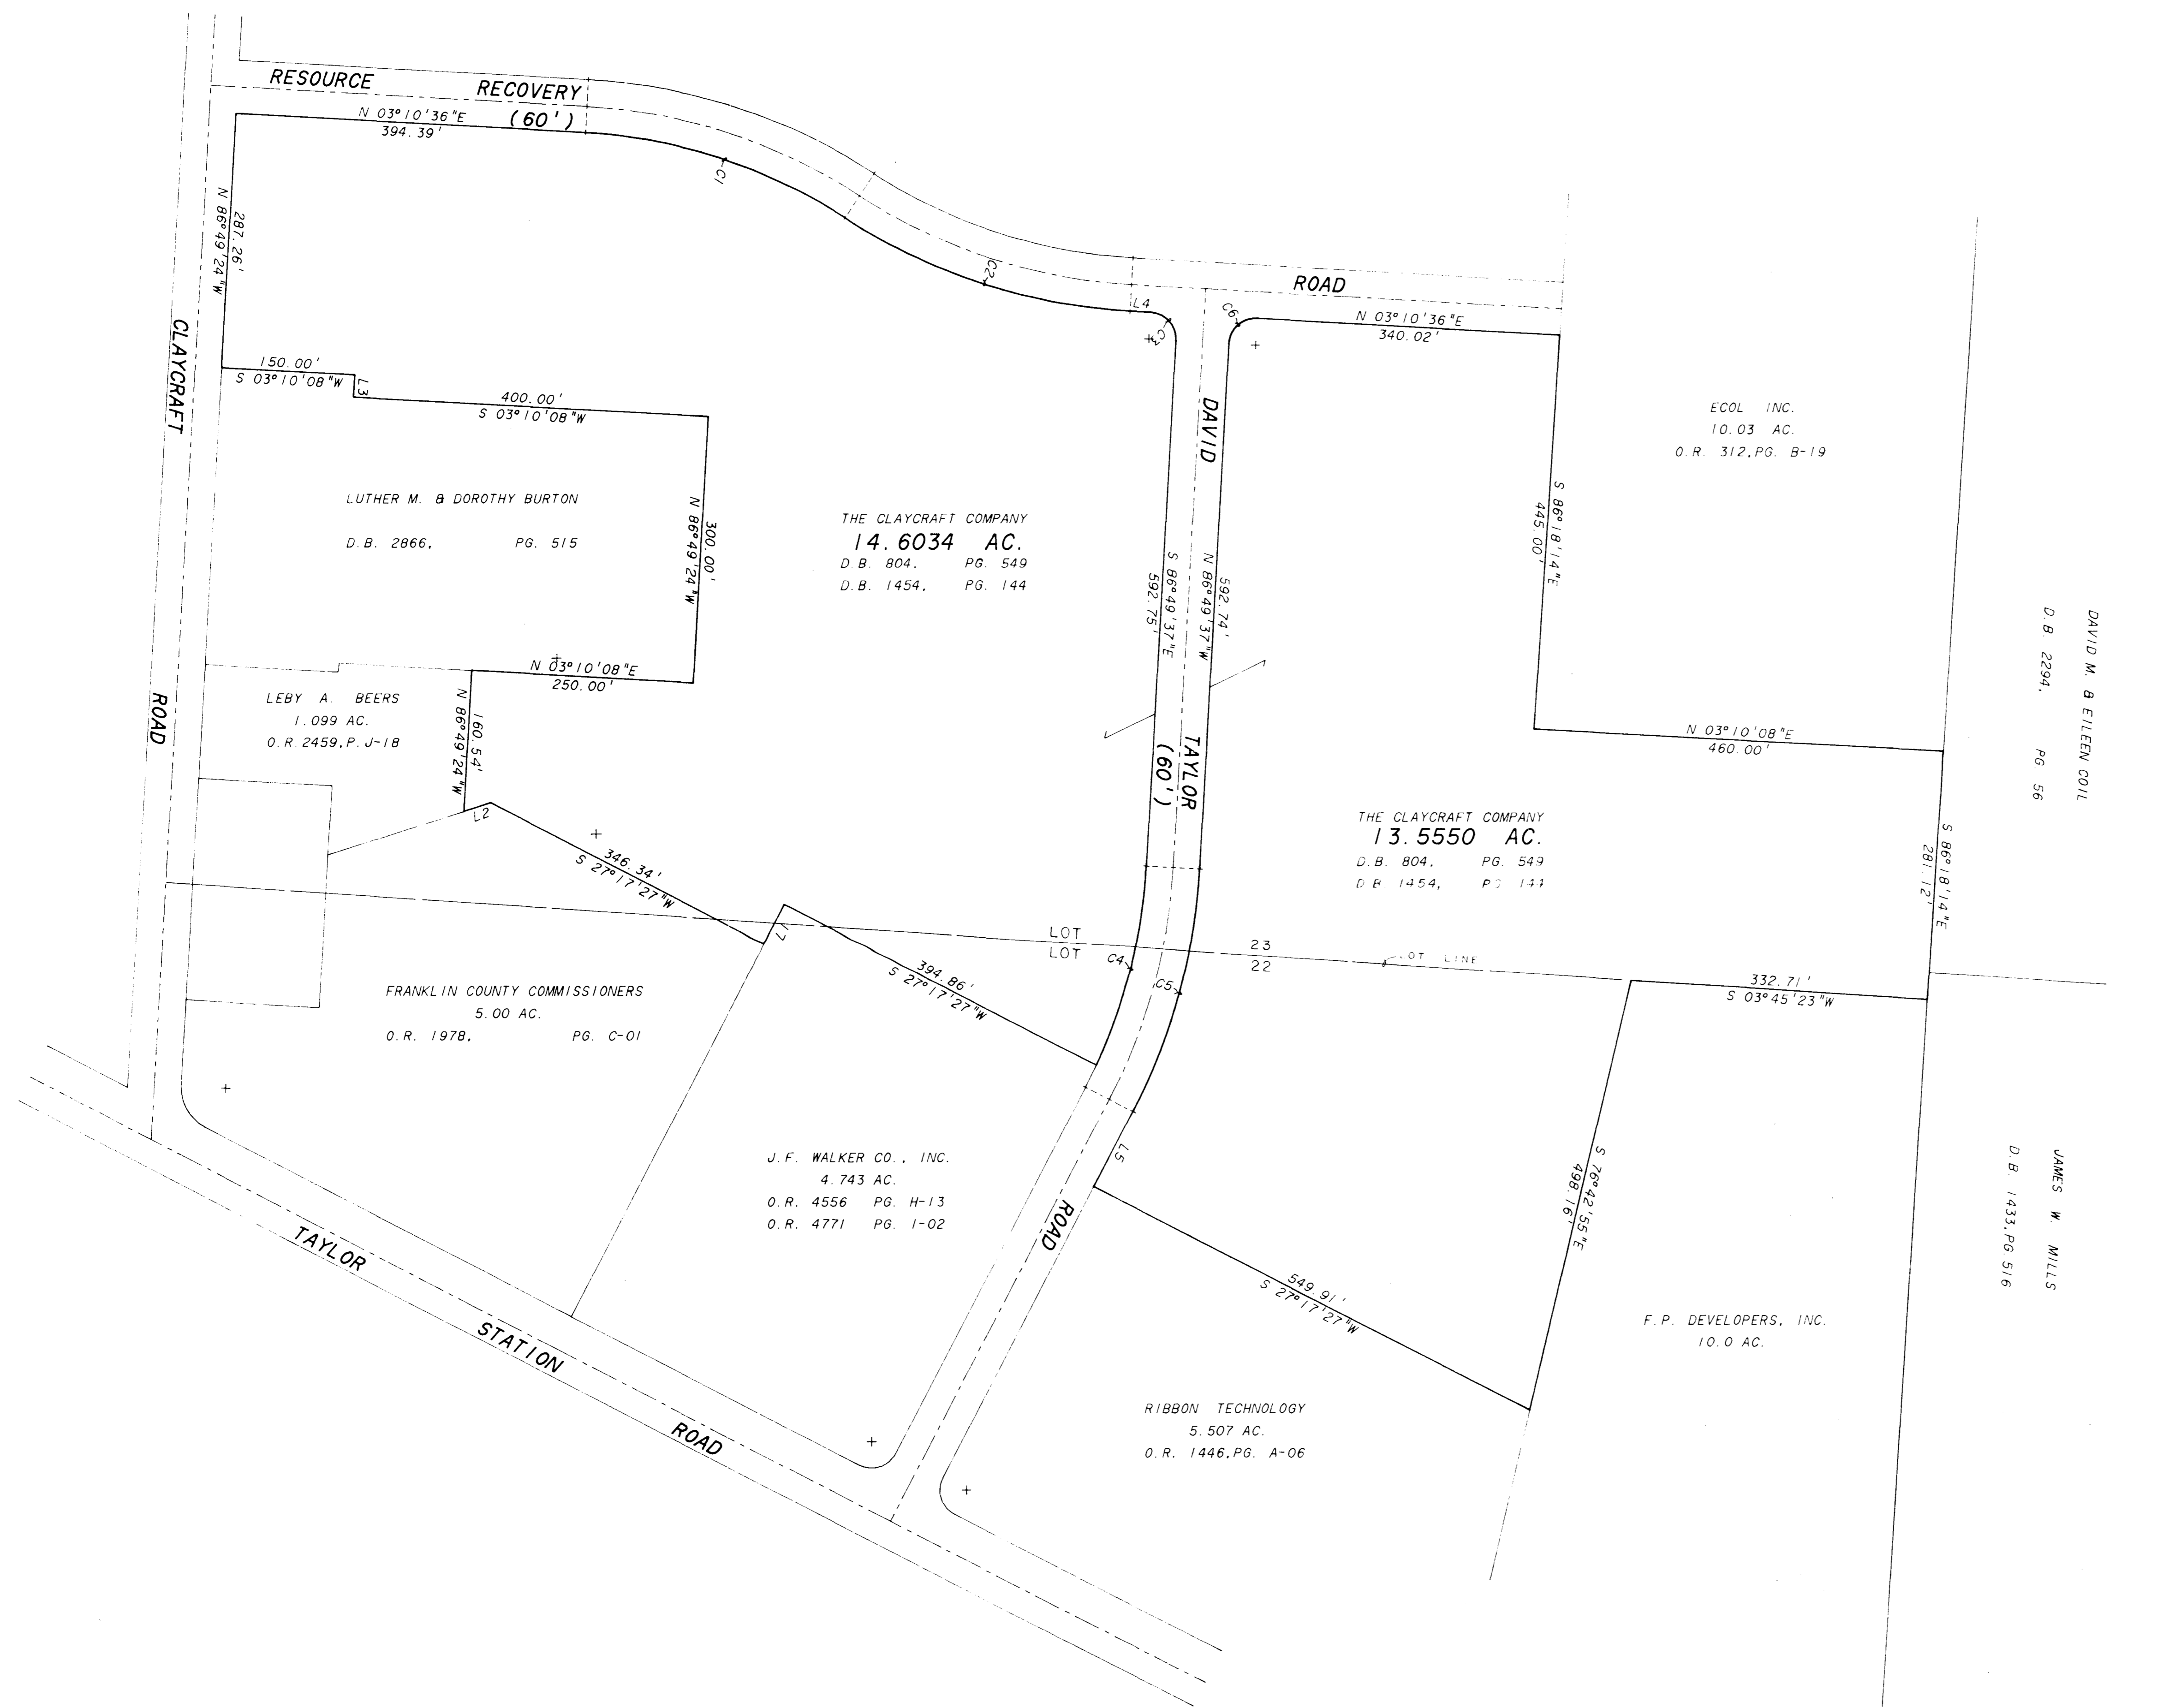 RESOURCE RECOVERY
(60')
ROAD
N 03°10'36"E
394.39'
C1
C2
L4
C3
C6
N 03°10'36"E
340.02'
287.26'
N 86°49'24"W
CLAYCRAFT
ROAD
150.00'
S 03°10'08"W
L3
400.00'
S 03°10'08"W
LUTHER M. & DOROTHY BURTON
D.B. 2866, PG. 515
300.00'
N 86°49'24"W
N 03°10'08"E
250.00'
THE CLAYCRAFT COMPANY
14.6034 AC.
D.B. 804, PG. 549
D.B. 1454, PG. 144
S 86°49'37"E
592.75'
592.74'
N 86°49'37"W
DAVID
TAYLOR
(60')
ROAD
S 86°18'14"E
445.00'
ECOL INC.
10.03 AC.
O.R. 312,PG. B-19
N 03°10'08"E
460.00'
DAVID M. & EILEEN COIL
D.B. 2294, PG 56
LEBY A. BEERS
1.099 AC.
O.R.2459,P.J-18
160.54'
N 86°49'24"W
L2
346.34'
S 27°17'27"W
L7
394.86'
S 27°17'27"W
THE CLAYCRAFT COMPANY
13.5550 AC.
D.B. 804, PG. 549
D.B. 1454, PG 144
S 86°18'14"E
281.12'
LOT 23
LOT 22
LOT LINE
C4
C5
332.71'
S 03°45'23"W
FRANKLIN COUNTY COMMISSIONERS
5.00 AC.
O.R. 1978, PG. C-01
J.F. WALKER CO., INC.
4.743 AC.
O.R. 4556 PG. H-13
O.R. 4771 PG. I-02
L5
S 76°42'55"E
498.16'
549.91'
S 27°17'27"W
JAMES W. MILLS
D.B. 1433,PG.516
F.P. DEVELOPERS, INC.
10.0 AC.
RIBBON TECHNOLOGY
5.507 AC.
O.R. 1446,PG. A-06
TAYLOR
STATION
ROAD